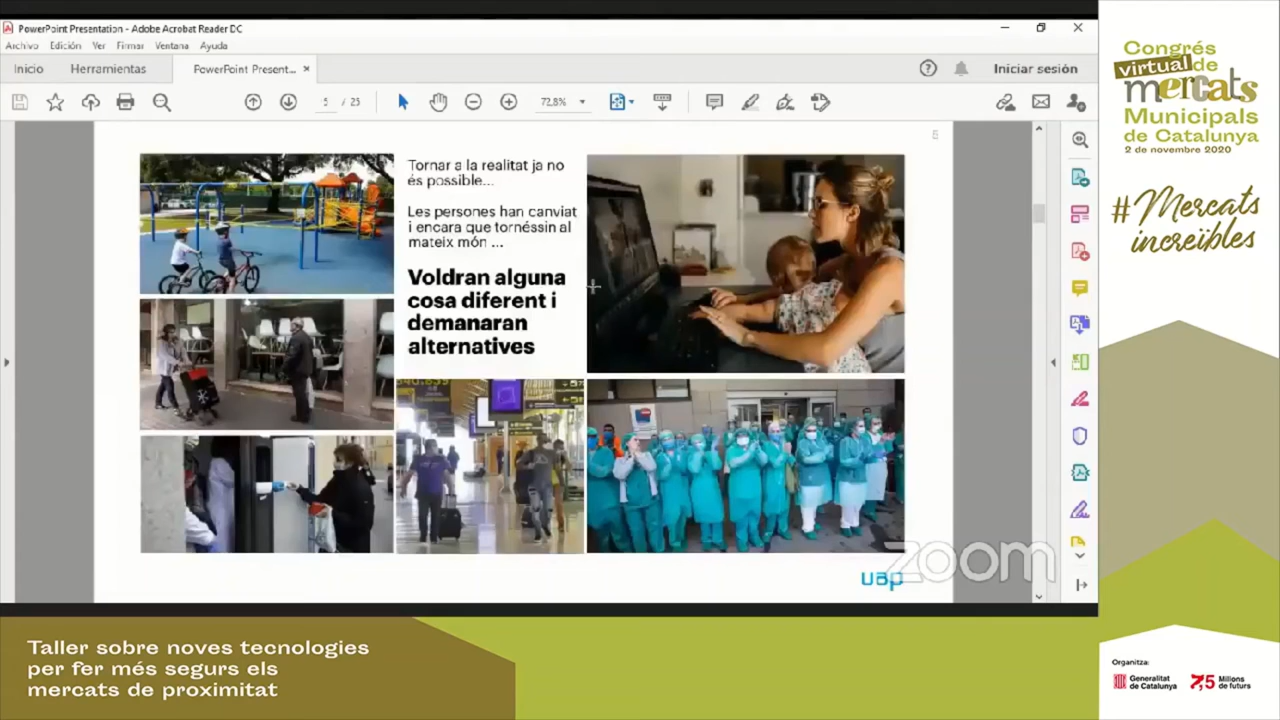 PowerPoint Presentation - Adobe Acrobat Reader DC
Archivo Edición Ver Firmar Ventana Ayuda
Inicio Herramientas PowerPoint Present... × Iniciar sesión
5 / 23 72,8%
5
Tornar a la realitat ja no
és possible...
Les persones han canviat
i encara que tornéssin al
mateix món ...
Voldran alguna
cosa diferent i
demanaran
alternatives
zoom
uap
Taller sobre noves tecnologies
per fer més segurs els
mercats de proximitat
Congrés
virtual de
mercats
Municipals
de Catalunya
2 de novembre 2020
#Mercats
increïbles
Organitza:
Generalitat
de Catalunya
7,5 Milions
de futurs